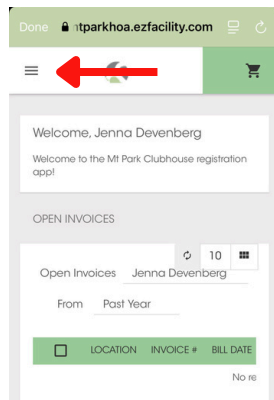 Done tparkhoa.ezfacility.com
Welcome, Jenna Devenberg
Welcome to the Mt Park Clubhouse registration
app!
OPEN INVOICES
10
Open Invoices Jenna Devenberg
From Past Year
LOCATION INVOICE # BILL DATE
No re